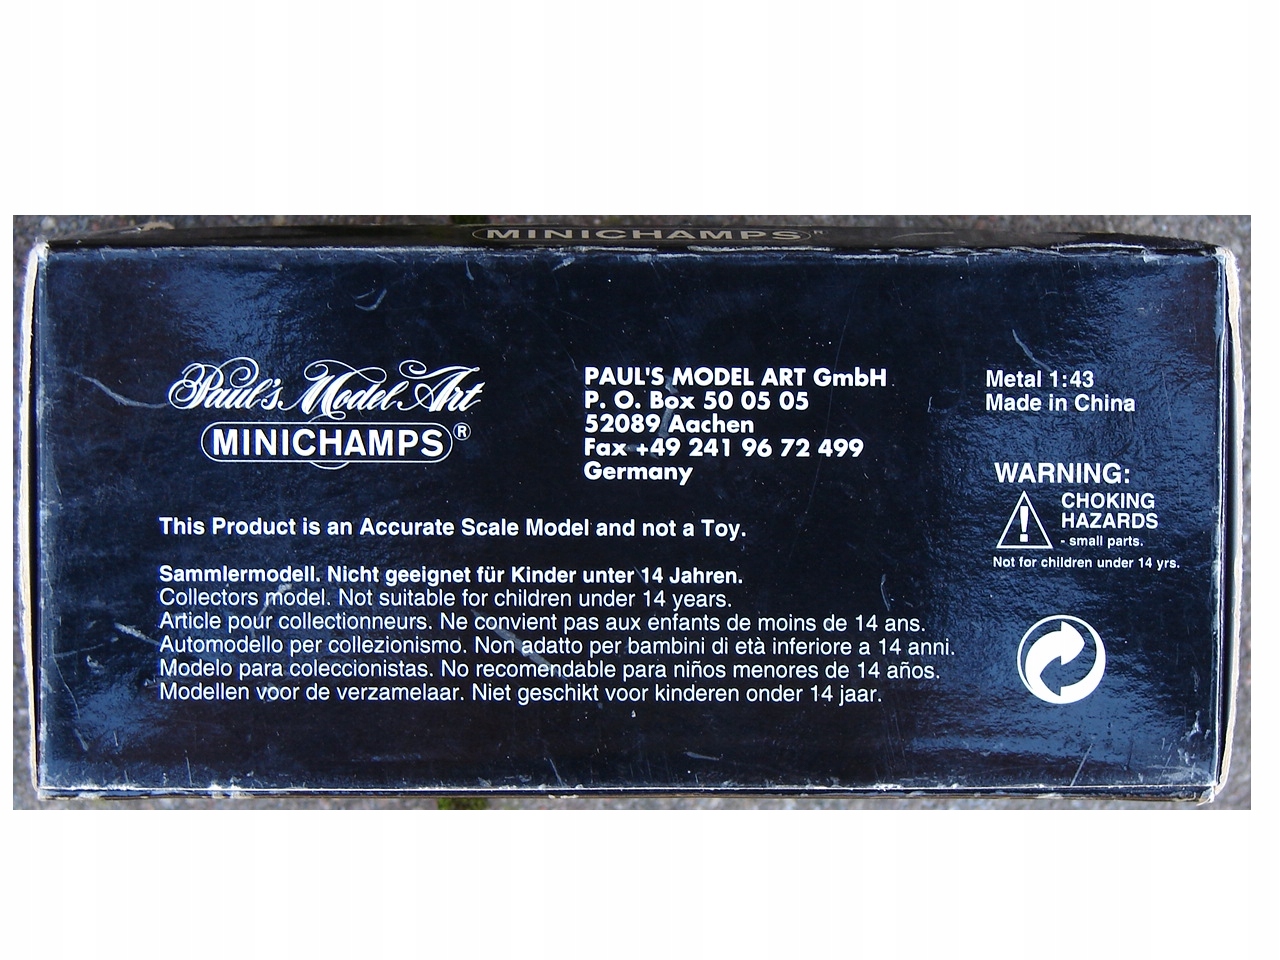 MINICHAMPS®
Paul's Model Art
MINICHAMPS®
PAUL'S MODEL ART GmbH
P. O. Box 50 05 05
52089 Aachen
Fax +49 241 96 72 499
Germany
Metal 1:43
Made in China
WARNING:
CHOKING
HAZARDS
- small parts.
Not for children under 14 yrs.
This Product is an Accurate Scale Model and not a Toy.
Sammlermodell. Nicht geeignet für Kinder unter 14 Jahren.
Collectors model. Not suitable for children under 14 years.
Article pour collectionneurs. Ne convient pas aux enfants de moins de 14 ans.
Automodello per collezionismo. Non adatto per bambini di età inferiore a 14 anni.
Modelo para coleccionistas. No recomendable para niños menores de 14 años.
Modellen voor de verzamelaar. Niet geschikt voor kinderen onder 14 jaar.